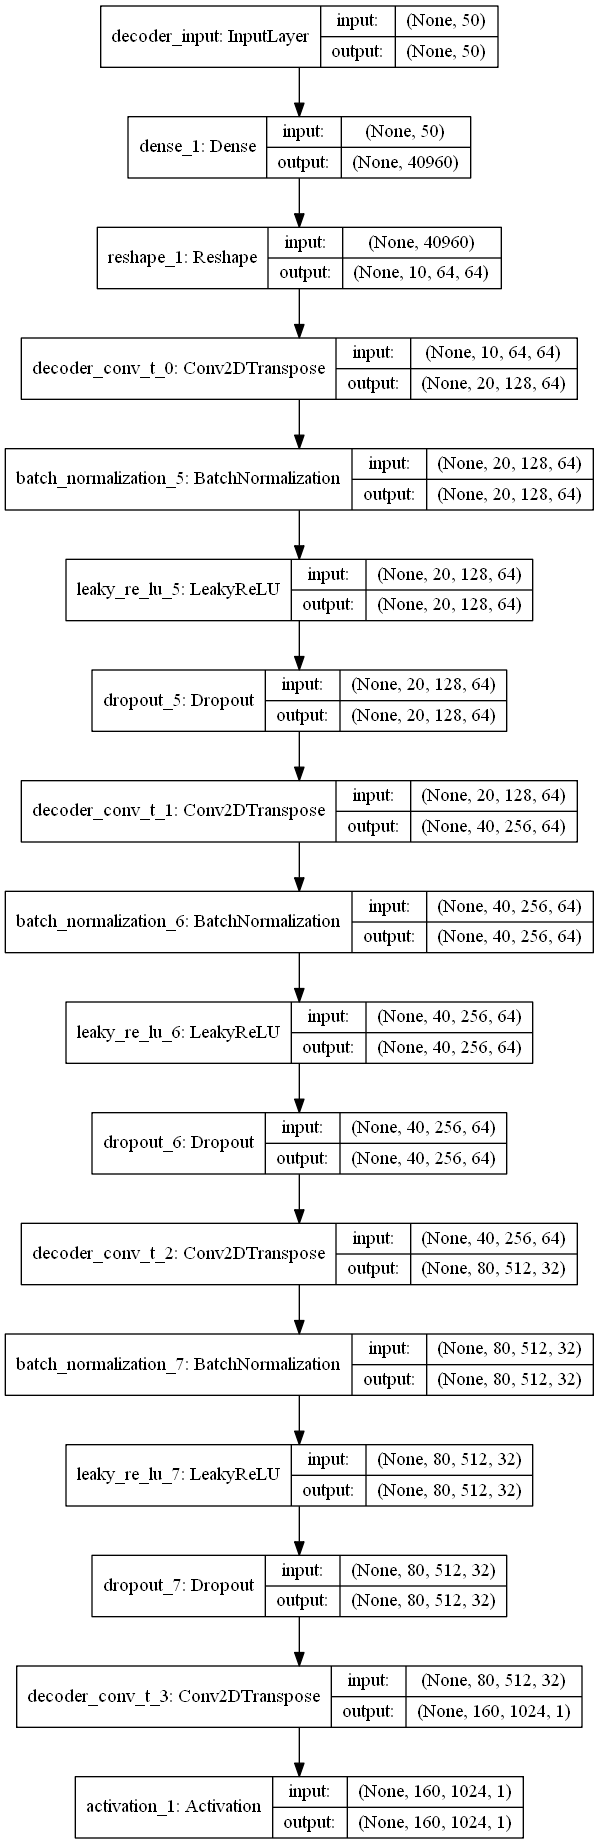 decoder_input: InputLayer
input: (None, 50)
output: (None, 50)
dense_1: Dense
input: (None, 50)
output: (None, 40960)
reshape_1: Reshape
input: (None, 40960)
output: (None, 10, 64, 64)
decoder_conv_t_0: Conv2DTranspose
input: (None, 10, 64, 64)
output: (None, 20, 128, 64)
batch_normalization_5: BatchNormalization
input: (None, 20, 128, 64)
output: (None, 20, 128, 64)
leaky_re_lu_5: LeakyReLU
input: (None, 20, 128, 64)
output: (None, 20, 128, 64)
dropout_5: Dropout
input: (None, 20, 128, 64)
output: (None, 20, 128, 64)
decoder_conv_t_1: Conv2DTranspose
input: (None, 20, 128, 64)
output: (None, 40, 256, 64)
batch_normalization_6: BatchNormalization
input: (None, 40, 256, 64)
output: (None, 40, 256, 64)
leaky_re_lu_6: LeakyReLU
input: (None, 40, 256, 64)
output: (None, 40, 256, 64)
dropout_6: Dropout
input: (None, 40, 256, 64)
output: (None, 40, 256, 64)
decoder_conv_t_2: Conv2DTranspose
input: (None, 40, 256, 64)
output: (None, 80, 512, 32)
batch_normalization_7: BatchNormalization
input: (None, 80, 512, 32)
output: (None, 80, 512, 32)
leaky_re_lu_7: LeakyReLU
input: (None, 80, 512, 32)
output: (None, 80, 512, 32)
dropout_7: Dropout
input: (None, 80, 512, 32)
output: (None, 80, 512, 32)
decoder_conv_t_3: Conv2DTranspose
input: (None, 80, 512, 32)
output: (None, 160, 1024, 1)
activation_1: Activation
input: (None, 160, 1024, 1)
output: (None, 160, 1024, 1)